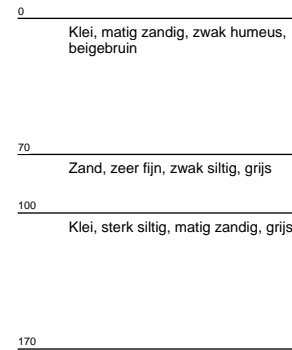 0
Klei, matig zandig, zwak humeus,
beigebruin
70
Zand, zeer fijn, zwak siltig, grijs
100
Klei, sterk siltig, matig zandig, grijs
170